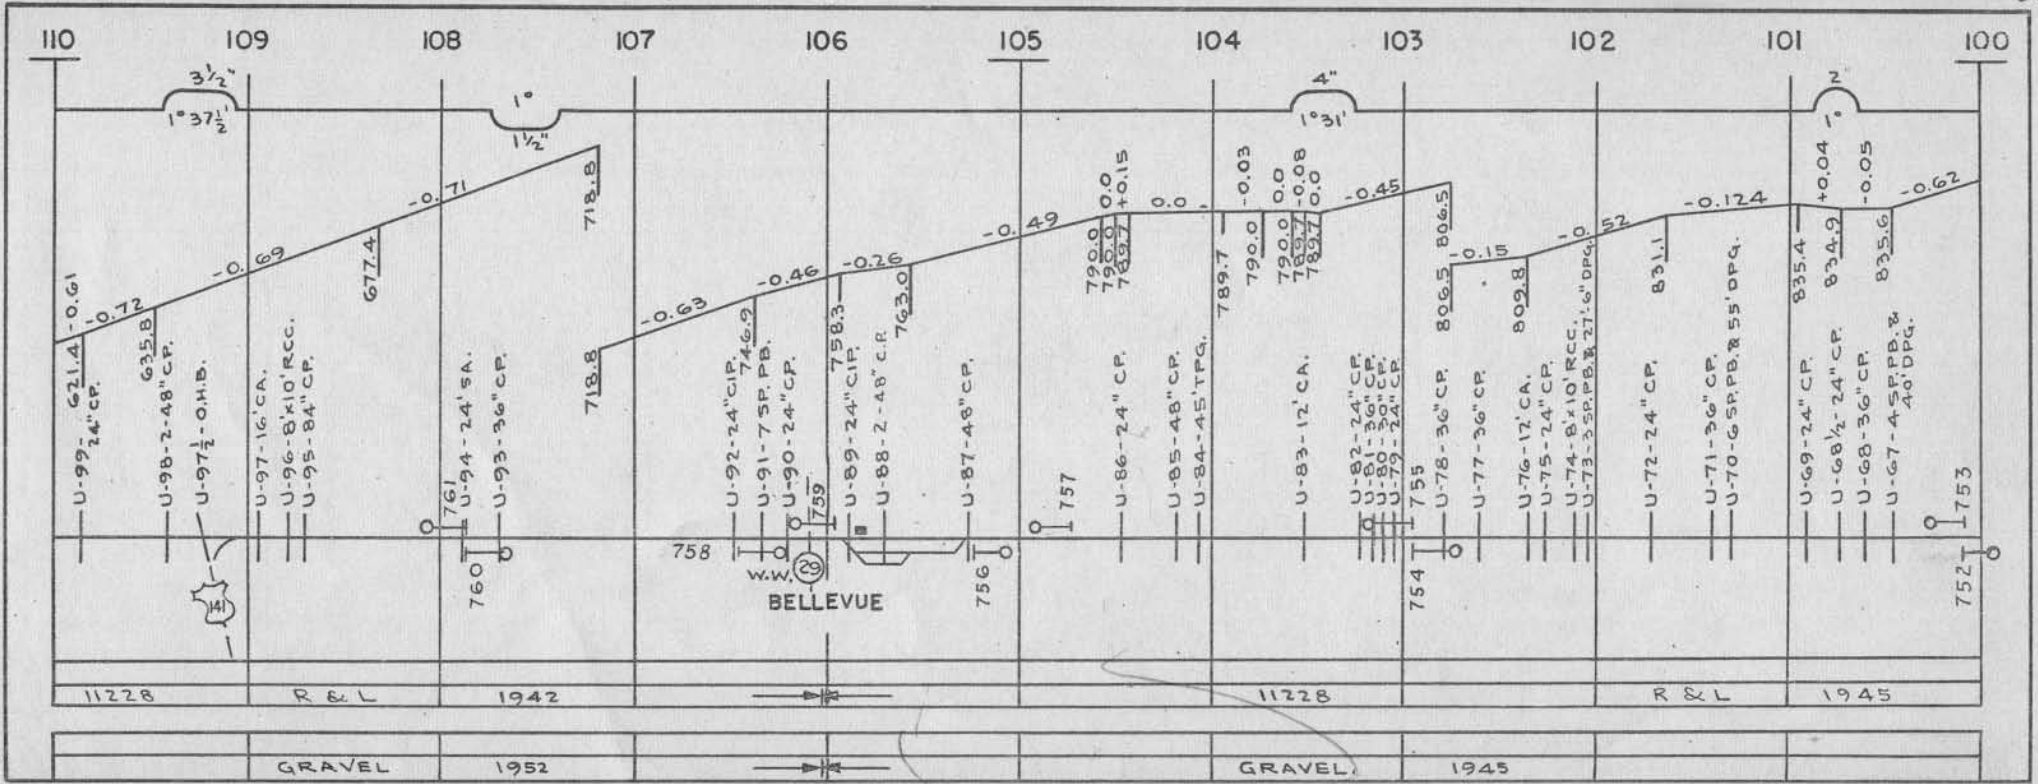 110 109 108 107 106 105 104 103 102 101 100
3½" 4" 2"
1°37½' 1° 1°31' 1°
1½"
-0.61 -0.72 -0.69 -0.71 -0.63 -0.46 -0.26 -0.49 0.0 +0.15 0.0 -0.03 0.0 -0.08 0.0 -0.45 -0.15 -0.52 -0.124 +0.04 -0.05 -0.62
621.4 635.8 677.4 718.8 718.8 746.9 758.3 763.0 790.0 790.0 789.7 789.7 790.0 790.0 789.7 789.7 806.5 806.5 809.8 831.1 835.4 834.9 835.6
U-99-24" CP.
U-98-2-48" C.P.
U-97½-O.H.B.
U-97-16' CA.
U-96-8'x10' RCC.
U-95-84" CP.
U-94-24' SA.
U-93-36" CP.
U-92-24" CIP.
U-91-7 SP. PB.
U-90-24" CP.
U-89-24" CIP.
U-88-2-48" C.P.
U-87-48" CP.
U-86-24" CP.
U-85-48" CP.
U-84-45' TPG.
U-83-12' CA.
U-82-24" CP.
U-81-36" CP.
U-80-30" CP.
U-79-24" CP.
U-78-36" CP.
U-77-36" CP.
U-76-12' CA.
U-75-24" CP.
U-74-8'x10' RCC.
U-73-3 SP. PB. & 27'-6" DPG.
U-72-24" CP.
U-71-36" CP.
U-70-6 SP. PB. & 55' DPG.
U-69-24" CP.
U-68½-24" CP.
U-68-36" CP.
U-67-4 SP. PB. &
40' DPG.
761 759 757 755 753
760 758 756 754 752
141
W.W. 29
BELLEVUE
11228 R & L 1942 11228 R & L 1945
GRAVEL 1952 GRAVEL. 1945